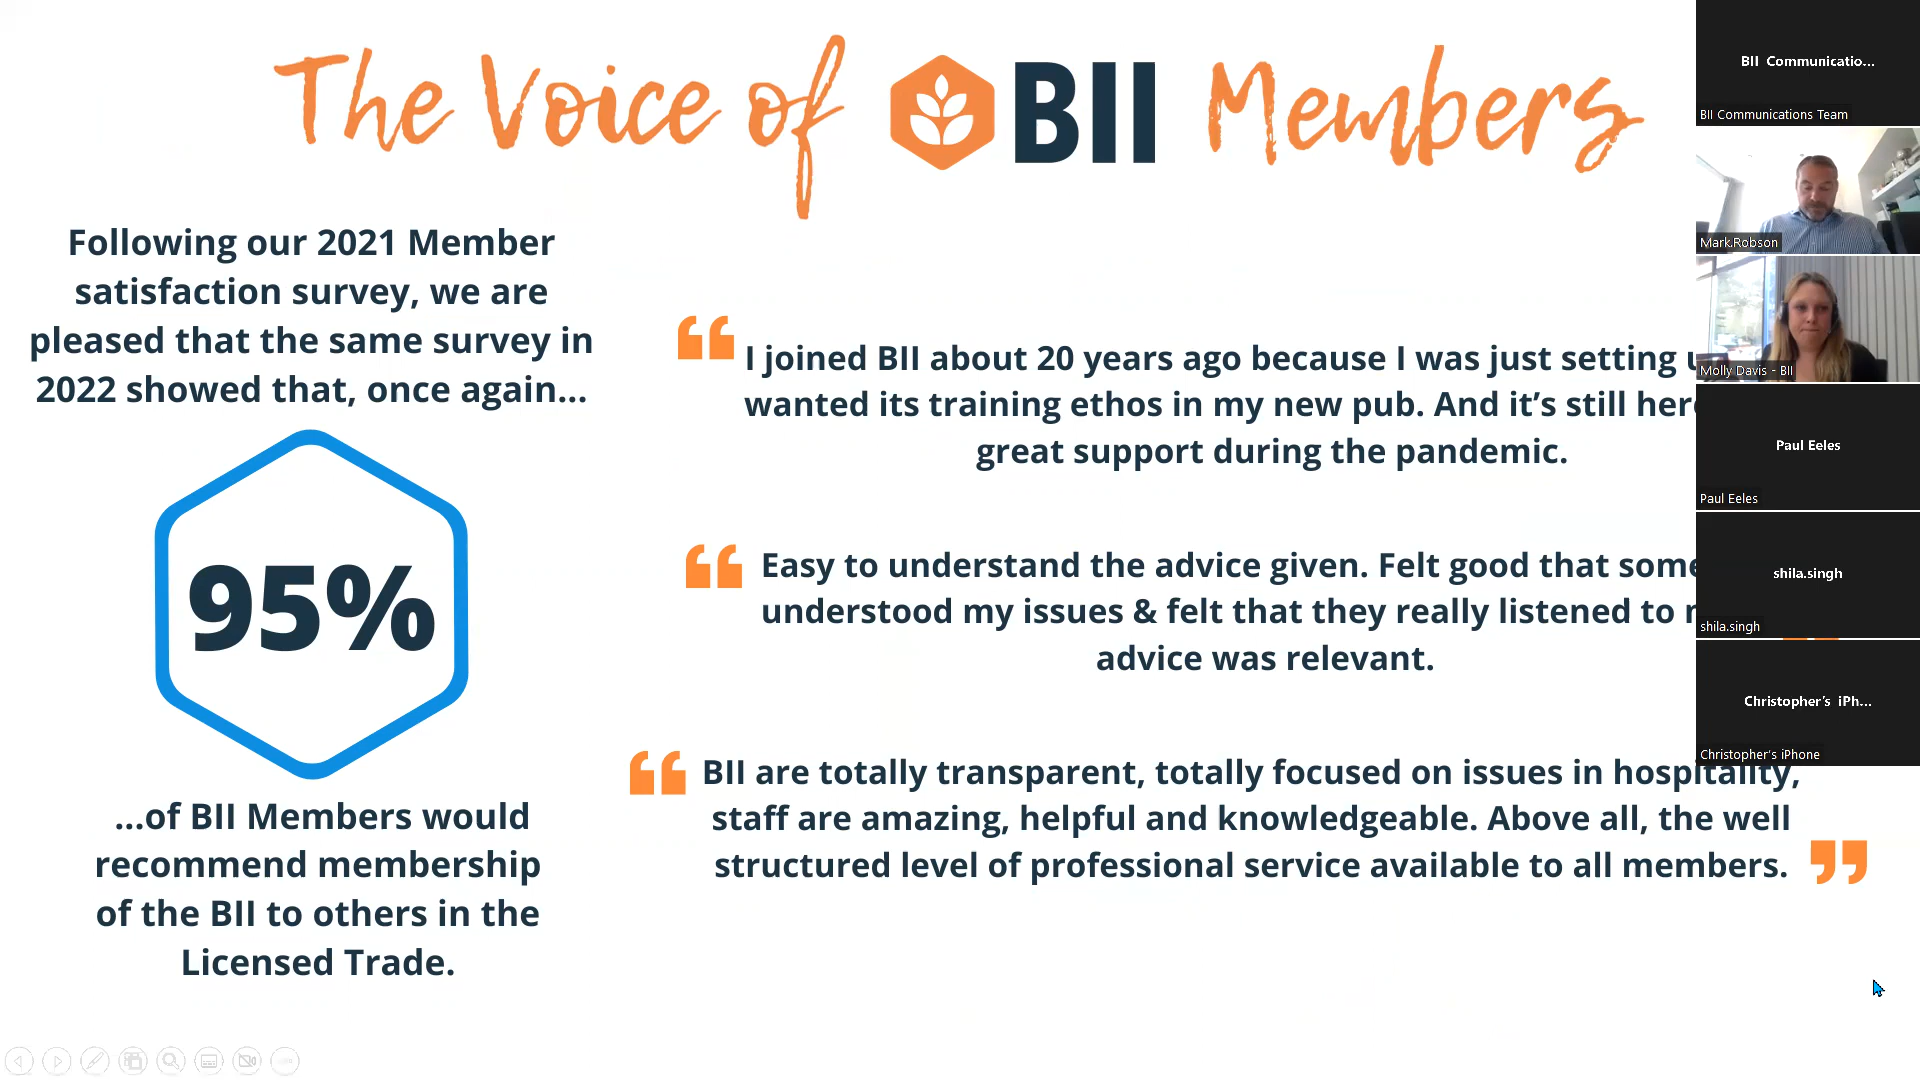 The Voice of BII Members
Following our 2021 Member
satisfaction survey, we are
pleased that the same survey in
2022 showed that, once again...
95%
...of BII Members would
recommend membership
of the BII to others in the
Licensed Trade.
“ I joined BII about 20 years ago because I was just setting
wanted its training ethos in my new pub. And it’s still
great support during the pandemic.
“ Easy to understand the advice given. Felt good that
understood my issues & felt that they really listened to
advice was relevant.
“ BII are totally transparent, totally focused on issues in hospitality,
staff are amazing, helpful and knowledgeable. Above all, the well
structured level of professional service available to all members. ”
BII Communicatio...
BII Communications Team
Mark.Robson
Molly Davis - BII
Paul Eeles
Paul Eeles
shila.singh
shila.singh
Christopher's iPh...
Christopher's iPhone